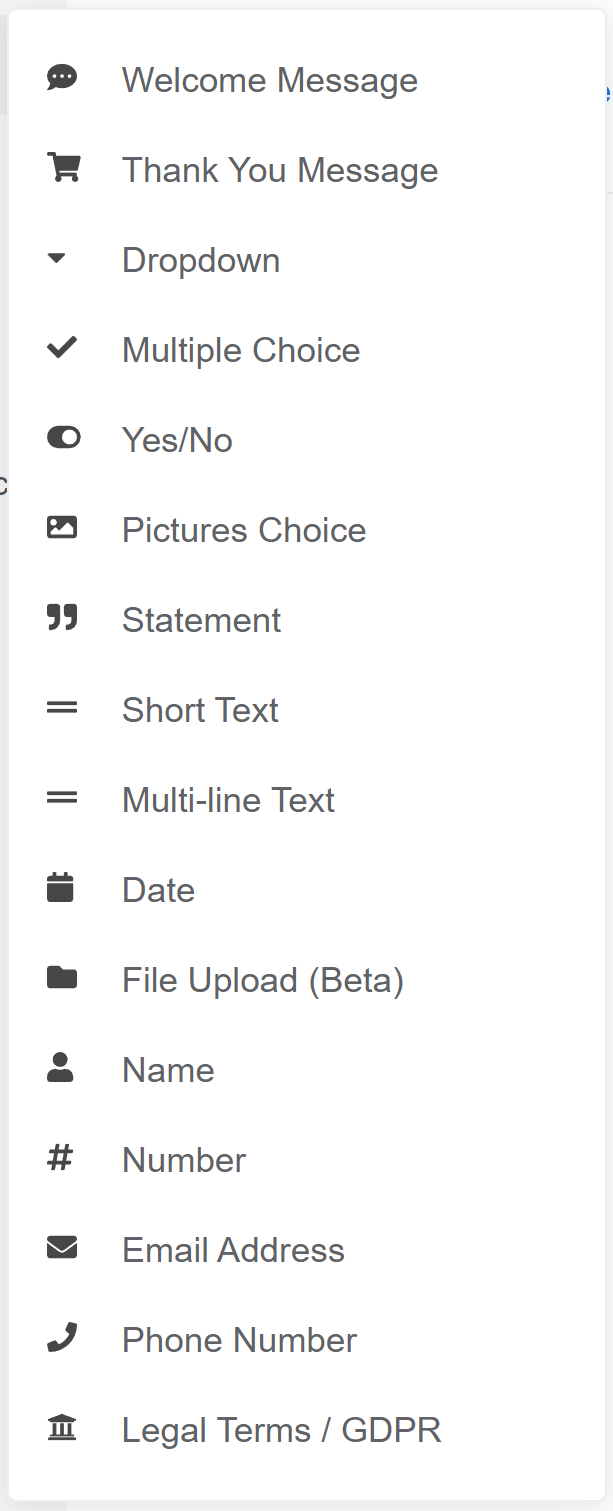 Welcome Message
Thank You Message
Dropdown
Multiple Choice
Yes/No
Pictures Choice
Statement
Short Text
Multi-line Text
Date
File Upload (Beta)
Name
Number
Email Address
Phone Number
Legal Terms / GDPR